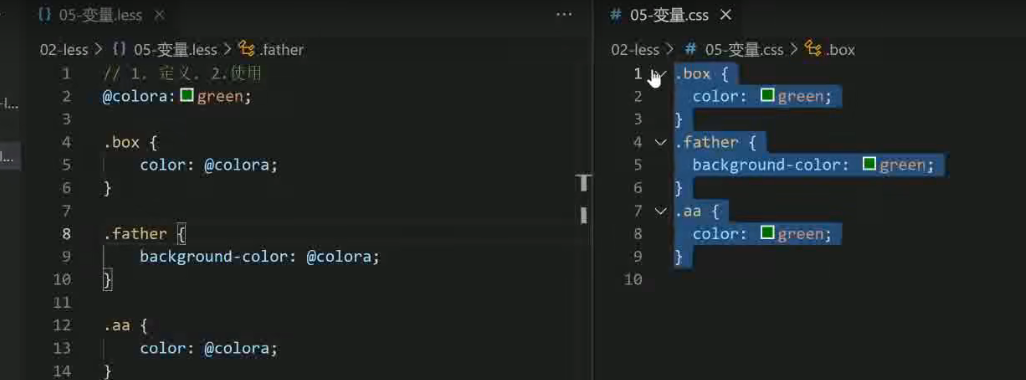 05-变量.less
02-less > 05-变量.less > .father
1 // 1. 定义. 2.使用
2 @colora:green;
3
4 .box {
5 color: @colora;
6 }
7
8 .father {
9 background-color: @colora;
10 }
11
12 .aa {
13 color: @colora;
14 }
05-变量.css
02-less > 05-变量.css > .box
1 .box {
2 color: green;
3 }
4 .father {
5 background-color: green;
6 }
7 .aa {
8 color: green;
9 }
10